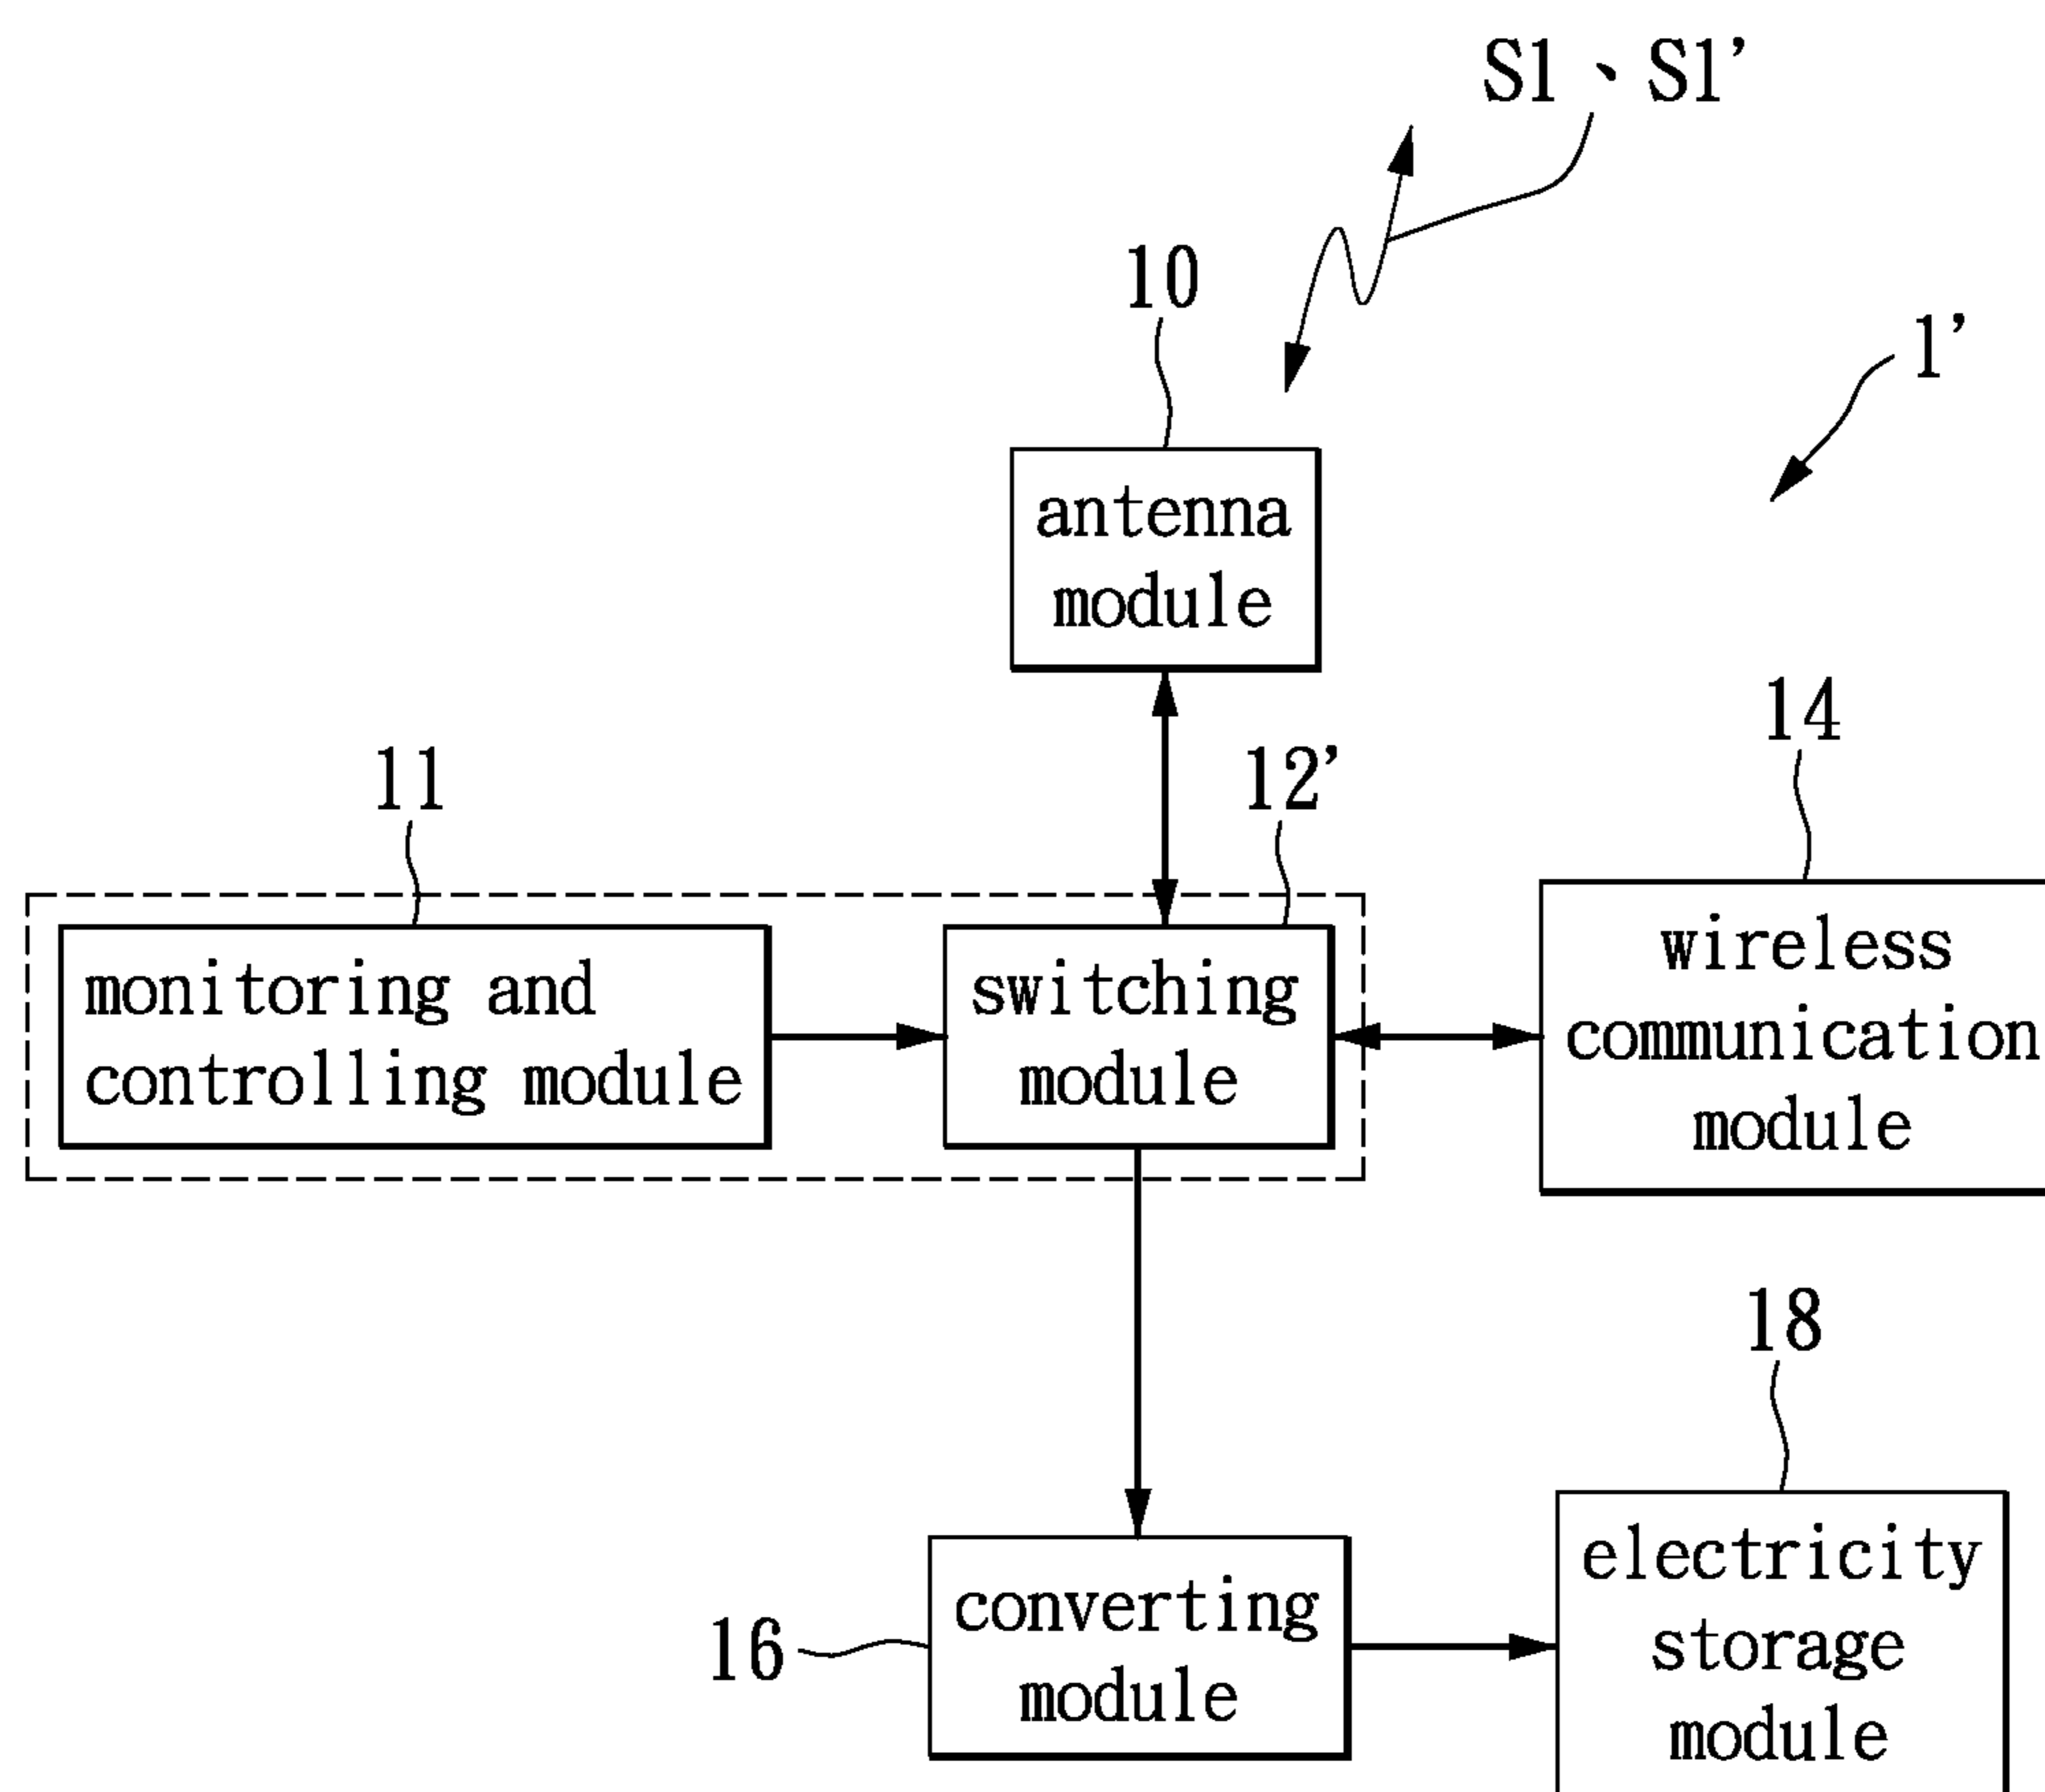 S1、S1’
10
1’
antenna
module
14
11
12’
monitoring and
controlling module
switching
module
wireless
communication
module
18
16
converting
module
electricity
storage
module